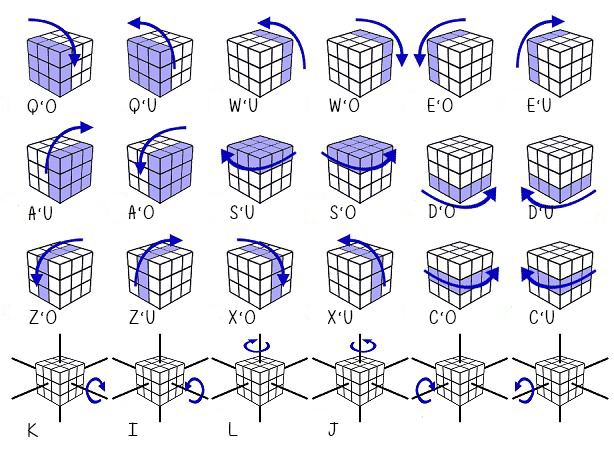 Q'O Q'U W'U W'O E'O E'U
A'U A'O S'U S'O D'O D'U
Z'O Z'U X'O X'U C'O C'U
K I L J